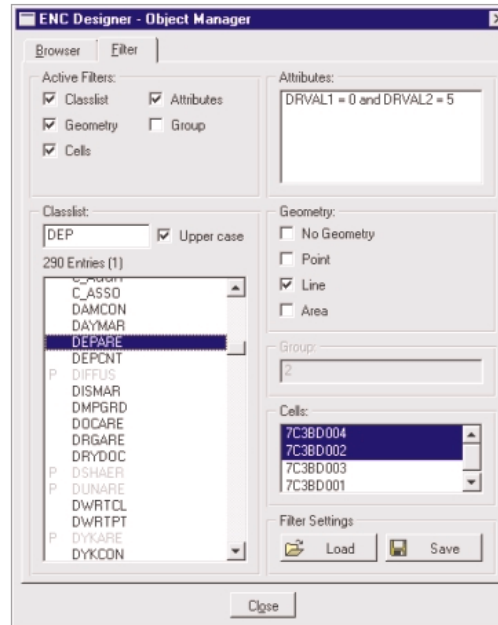 ENC Designer - Object Manager
Browser Filter
Active Filters:
Classlist Attributes
Geometry Group
Cells
Attributes:
DRVAL1 = 0 and DRVAL2 = 5
Classlist:
DEP Upper case
290 Entries (1)
C_AGGR
C_ASSO
DAMCON
DAYMAR
DEPARE
DEPCNT
P DIFFUS
DISMAR
DMPGRD
DOCARE
DRGARE
DRYDOC
P DSHAER
P DUNARE
DWRTCL
DWRTPT
P DYKARE
DYKCON
Geometry:
No Geometry
Point
Line
Area
Group:
2
Cells:
7C3BD004
7C3BD002
7C3BD003
7C3BD001
Filter Settings
Load Save
Close